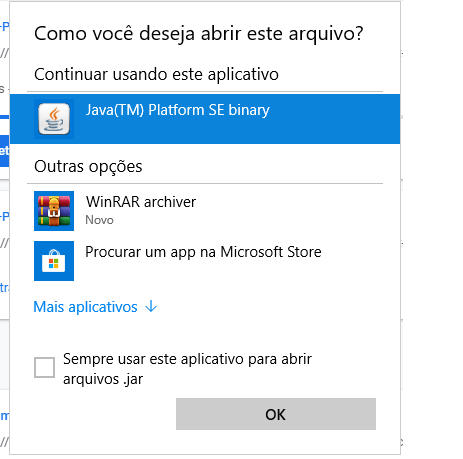 Como você deseja abrir este arquivo?
Continuar usando este aplicativo
Java(TM) Platform SE binary
Outras opções
WinRAR archiver
Novo
Procurar um app na Microsoft Store
Mais aplicativos
Sempre usar este aplicativo para abrir
arquivos .jar
OK